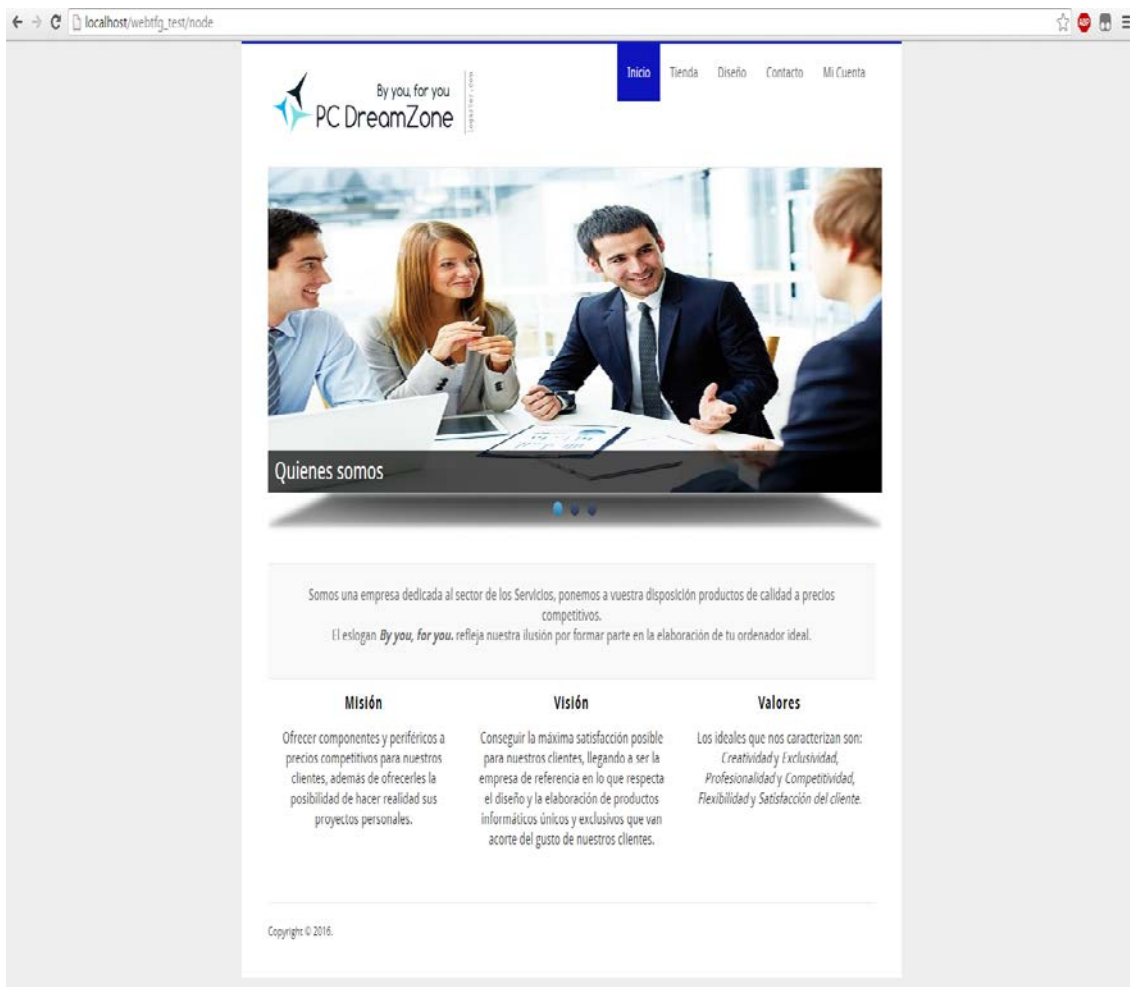 localhost/webtfg_test/node
ABP
By you, for you
PC DreamZone
logaster.com
Inicio
Tienda
Diseño
Contacto
Mi Cuenta
Quienes somos
Somos una empresa dedicada al sector de los Servicios, ponemos a vuestra disposición productos de calidad a precios
competitivos.
El eslogan By you, for you. refleja nuestra ilusión por formar parte en la elaboración de tu ordenador ideal.
Misión
Ofrecer componentes y periféricos a
precios competitivos para nuestros
clientes, además de ofrecerles la
posibilidad de hacer realidad sus
proyectos personales.
Visión
Conseguir la máxima satisfacción posible
para nuestros clientes, llegando a ser la
empresa de referencia en lo que respecta
el diseño y la elaboración de productos
informáticos únicos y exclusivos que van
acorte del gusto de nuestros clientes.
Valores
Los ideales que nos caracterizan son:
Creatividad y Exclusividad,
Profesionalidad y Competitividad,
Flexibilidad y Satisfacción del cliente.
Copyright © 2016.